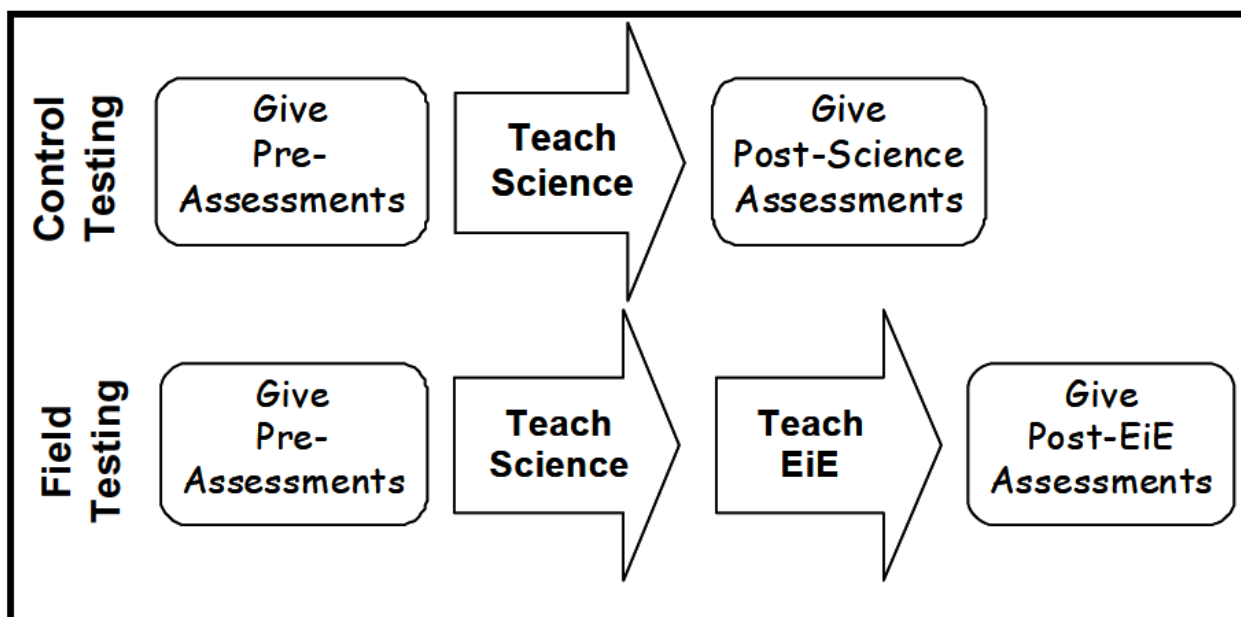 Control
Testing
Give
Pre-
Assessments
Teach
Science
Give
Post-Science
Assessments
Field
Testing
Give
Pre-
Assessments
Teach
Science
Teach
EiE
Give
Post-EiE
Assessments